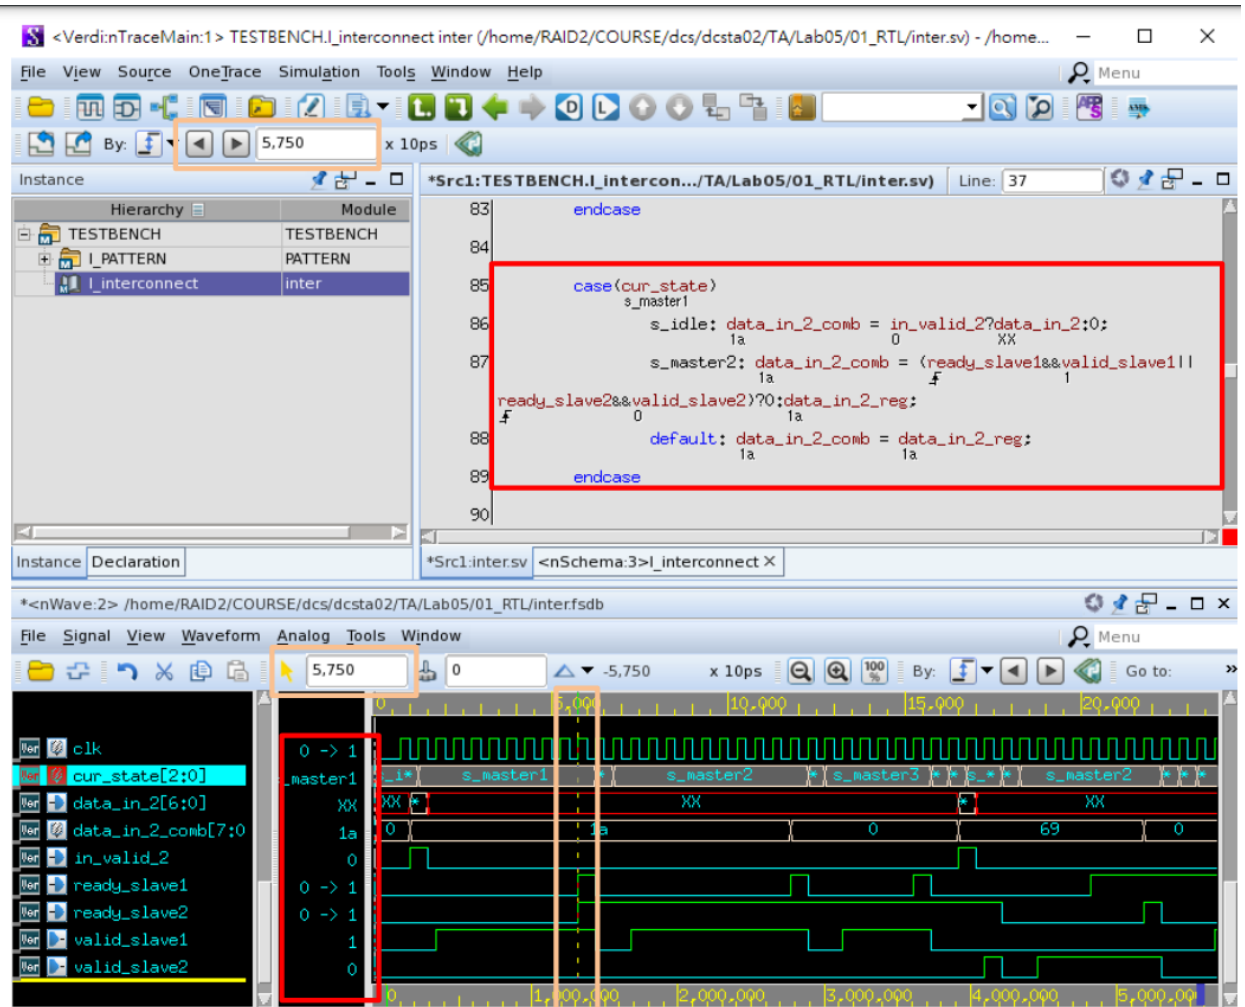 <Verdi:nTraceMain:1> TESTBENCH.I_interconnect inter (/home/RAID2/COURSE/dcs/dcsta02/TA/Lab05/01_RTL/inter.sv) - /home...
File View Source OneTrace Simulation Tools Window Help
Menu
By: 5,750 x 10ps
Instance
*Src1:TESTBENCH.I_intercon.../TA/Lab05/01_RTL/inter.sv) Line: 37
Hierarchy Module
TESTBENCH TESTBENCH
I_PATTERN PATTERN
I_interconnect inter
83 endcase
84
85 case(cur_state)
s_master1
86 s_idle: data_in_2_comb = in_valid_2?data_in_2:0;
1a 0 XX
87 s_master2: data_in_2_comb = (ready_slave1&&valid_slave1||
1a 1
ready_slave2&&valid_slave2)?0:data_in_2_reg;
0 1a
88 default: data_in_2_comb = data_in_2_reg;
1a 1a
89 endcase
90
Instance Declaration
*Src1:inter.sv <nSchema:3>I_interconnect
*<nWave:2> /home/RAID2/COURSE/dcs/dcsta02/TA/Lab05/01_RTL/inter.fsdb
File Signal View Waveform Analog Tools Window
Menu
5,750 0 -5,750 x 10ps 100% By: Go to: »
0 5,000 10,000 15,000 20,000
clk 0 -> 1
cur_state[2:0] _master1 s_i* s_master1 * s_master2 * s_master3 * * s_* * s_master2 * * *
data_in_2[6:0] XX XX * XX * XX
data_in_2_comb[7:0 1a 0 1a 0 69 0
in_valid_2 0
ready_slave1 0 -> 1
ready_slave2 0 -> 1
valid_slave1 1
valid_slave2 0
0 1,000,000 2,000,000 3,000,000 4,000,000 5,000,00